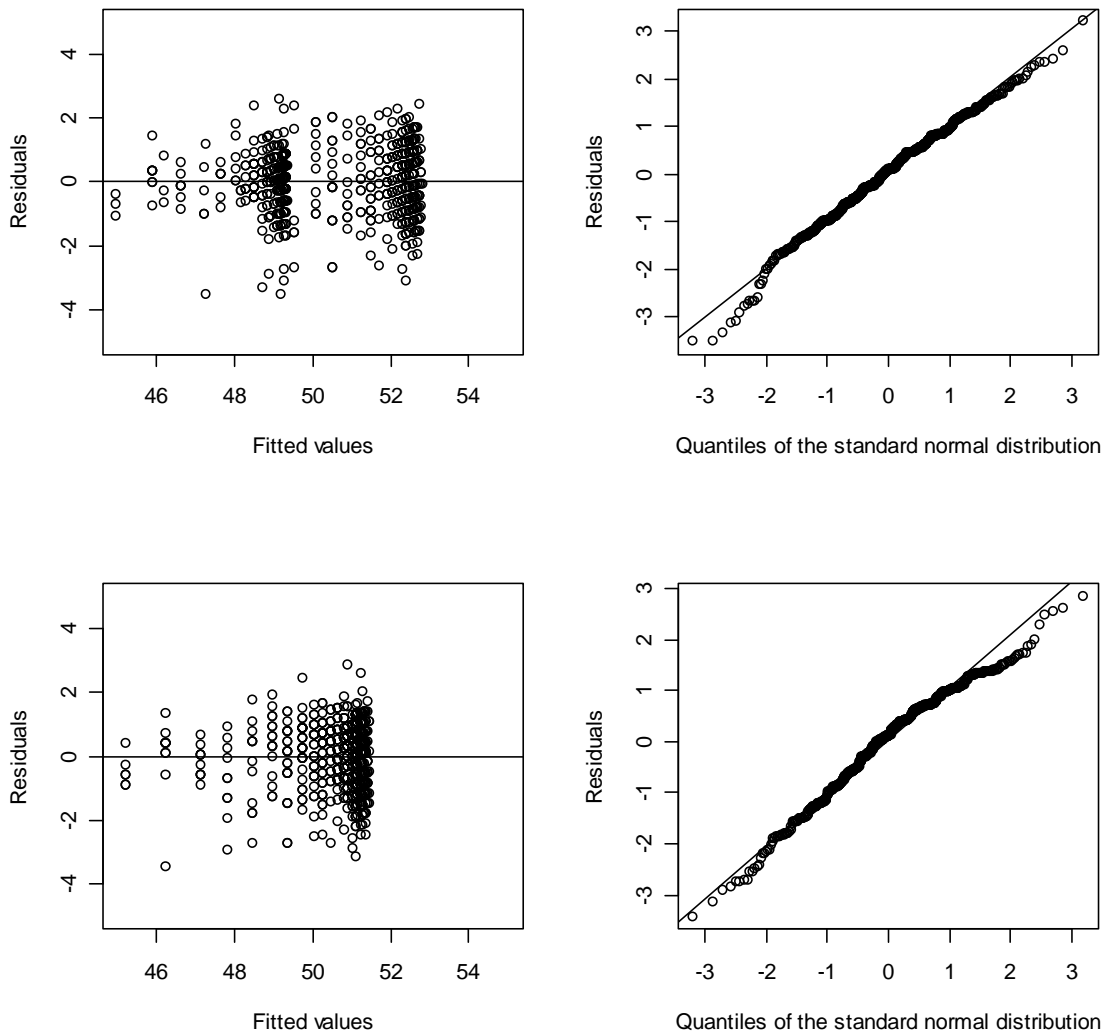 Residuals
4
2
0
-2
-4
46 48 50 52 54
Fitted values
Residuals
3
2
1
0
-1
-2
-3
-3 -2 -1 0 1 2 3
Quantiles of the standard normal distribution
Residuals
4
2
0
-2
-4
46 48 50 52 54
Fitted values
Residuals
3
2
1
0
-1
-2
-3
-3 -2 -1 0 1 2 3
Quantiles of the standard normal distribution